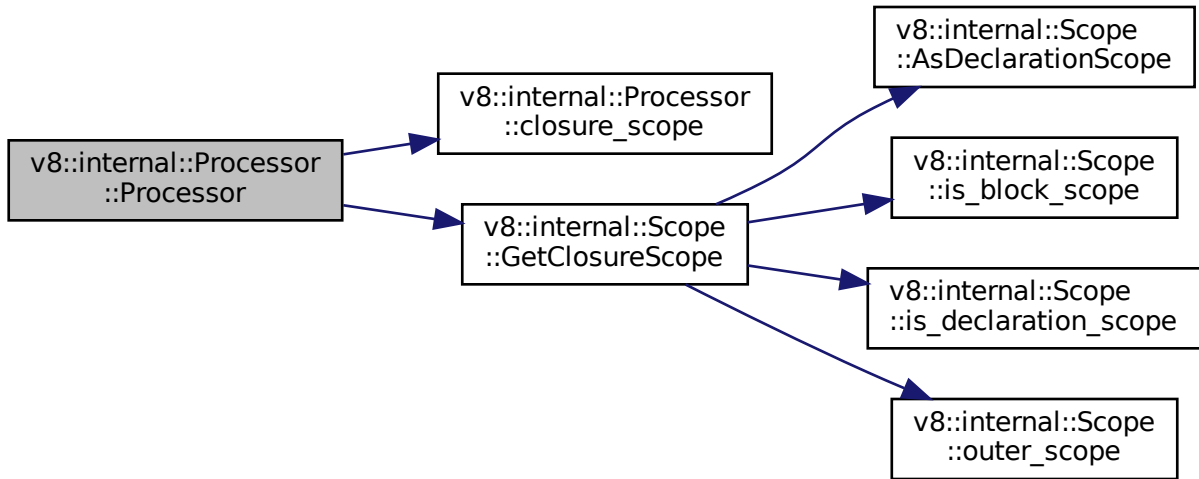 v8::internal::Processor
::Processor
v8::internal::Processor
::closure_scope
v8::internal::Scope
::GetClosureScope
v8::internal::Scope
::AsDeclarationScope
v8::internal::Scope
::is_block_scope
v8::internal::Scope
::is_declaration_scope
v8::internal::Scope
::outer_scope